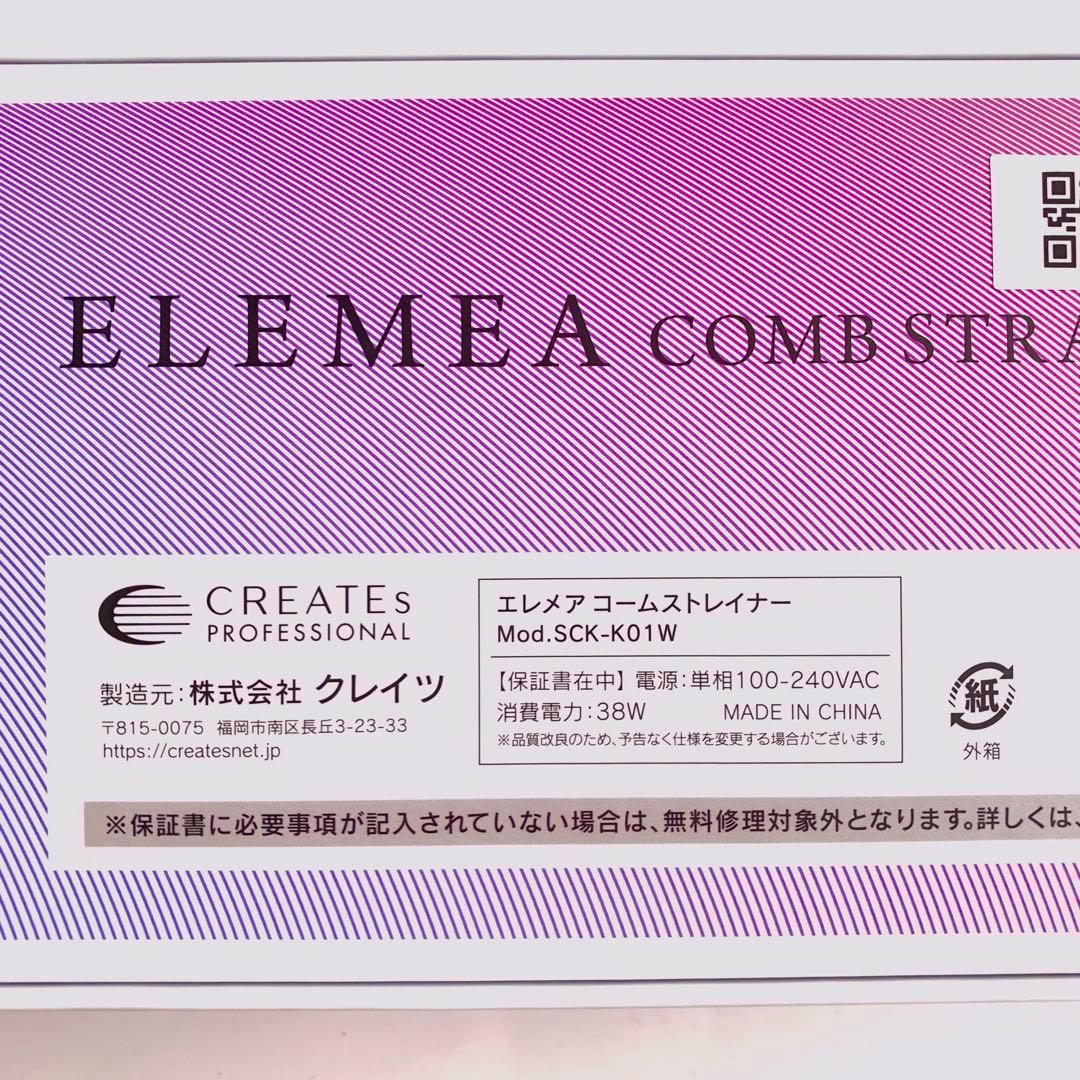 ELEMEA COMB STRA
CREATEs
PROFESSIONAL
製造元：株式会社 クレイツ
〒815-0075 福岡市南区長丘3-23-33
https://createsnet.jp
エレメア コームストレイナー
Mod.SCK-K01W
【保証書在中】電源：単相100-240VAC
消費電力：38W MADE IN CHINA
※品質改良のため、予告なく仕様を変更する場合がございます。
紙
外箱
※保証書に必要事項が記入されていない場合は、無料修理対象外となります。詳しくは、